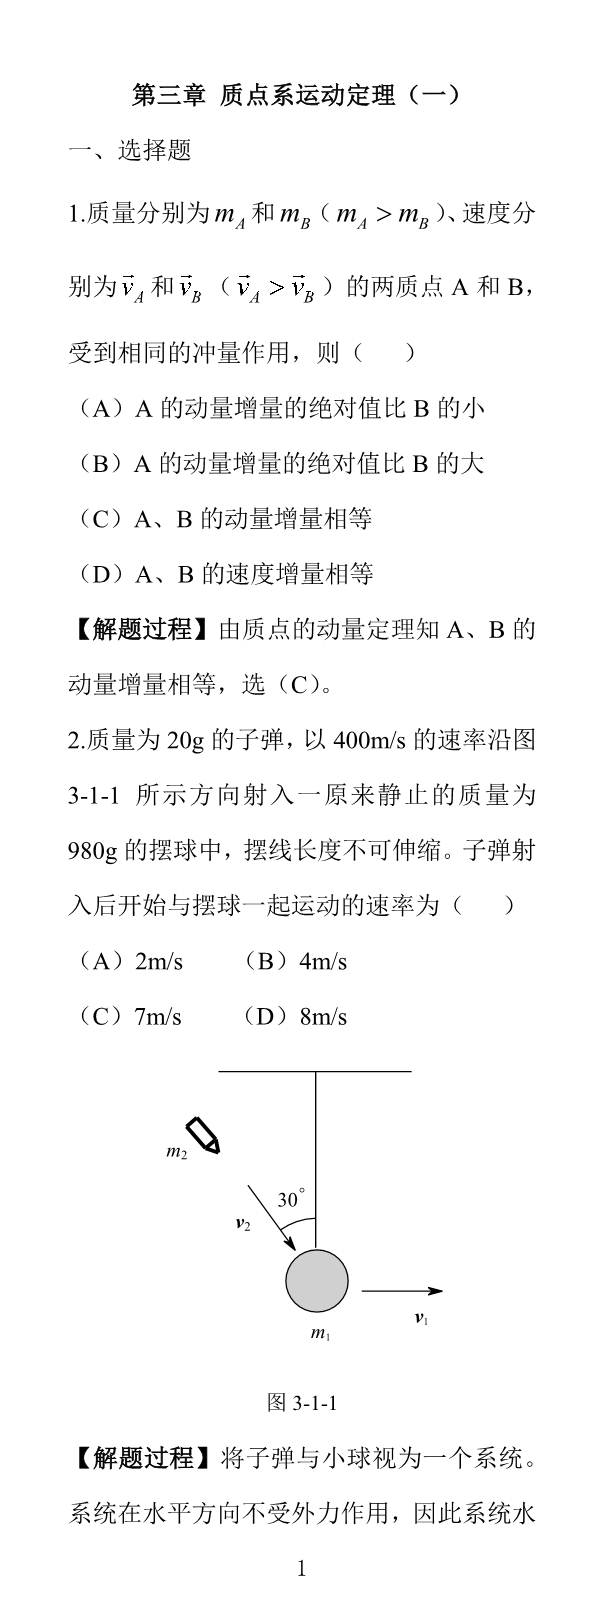 第三章 质点系运动定理（一）
一、选择题
1.质量分别为 m_A 和 m_B（ m_A > m_B ）、速度分
别为 \vec{v}_A 和 \vec{v}_B （ \vec{v}_A > \vec{v}_B ）的两质点 A 和 B，
受到相同的冲量作用，则（  ）
（A）A 的动量增量的绝对值比 B 的小
（B）A 的动量增量的绝对值比 B 的大
（C）A、B 的动量增量相等
（D）A、B 的速度增量相等
【解题过程】由质点的动量定理知 A、B 的
动量增量相等，选（C）。
2.质量为 20g 的子弹，以 400m/s 的速率沿图
3-1-1 所示方向射入一原来静止的质量为
980g 的摆球中，摆线长度不可伸缩。子弹射
入后开始与摆球一起运动的速率为（  ）
（A）2m/s （B）4m/s
（C）7m/s （D）8m/s
m2
30°
v2
v1
m1
图 3-1-1
【解题过程】将子弹与小球视为一个系统。
系统在水平方向不受外力作用，因此系统水
1